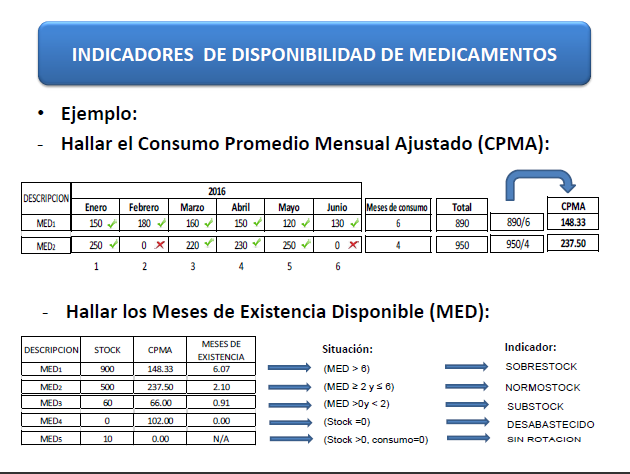 INDICADORES DE DISPONIBILIDAD DE MEDICAMENTOS
• Ejemplo:
- Hallar el Consumo Promedio Mensual Ajustado (CPMA):
DESCRIPCION 2016 Meses de consumo Total CPMA
Enero Febrero Marzo Abril Mayo Junio
MED1 150 180 160 150 120 130 6 890 890/6 148.33
MED2 250 0 220 230 250 0 4 950 950/4 237.50
1 2 3 4 5 6
- Hallar los Meses de Existencia Disponible (MED):
DESCRIPCION STOCK CPMA MESES DE EXISTENCIA Situación: Indicador:
MED1 900 148.33 6.07 (MED > 6) SOBRESTOCK
MED2 500 237.50 2.10 (MED ≥ 2 y ≤ 6) NORMOSTOCK
MED3 60 66.00 0.91 (MED >0y < 2) SUBSTOCK
MED4 0 102.00 0.00 (Stock =0) DESABASTECIDO
MED5 10 0.00 N/A (Stock >0, consumo=0) SIN ROTACION